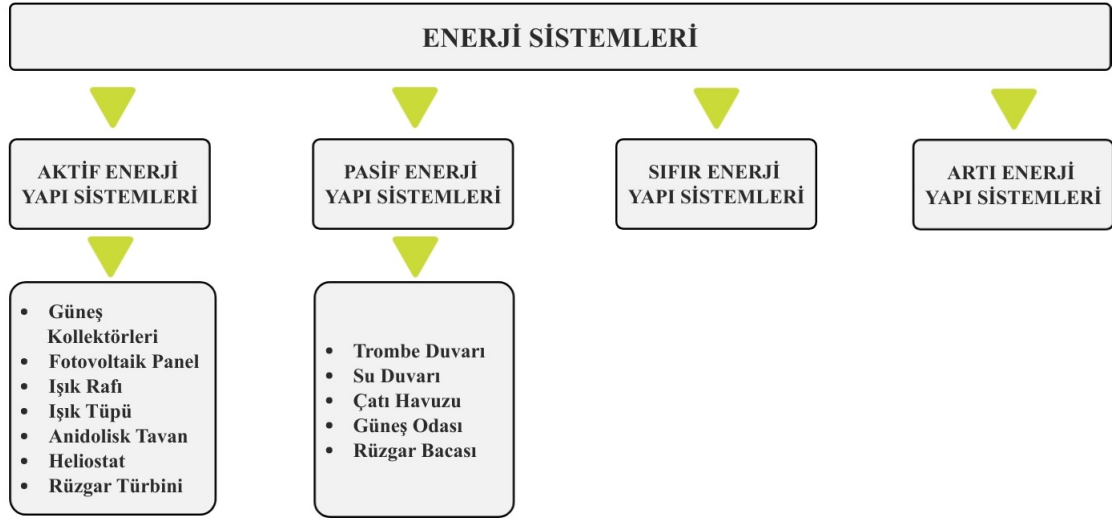 ENERJİ SİSTEMLERİ
AKTİF ENERJİ
YAPI SİSTEMLERİ
PASİF ENERJİ
YAPI SİSTEMLERİ
SIFIR ENERJİ
YAPI SİSTEMLERİ
ARTI ENERJİ
YAPI SİSTEMLERİ
• Güneş
Kollektörleri
• Fotovoltaik Panel
• Işık Rafı
• Işık Tüpü
• Anidolisk Tavan
• Heliostat
• Rüzgar Türbini
• Trombe Duvarı
• Su Duvarı
• Çatı Havuzu
• Güneş Odası
• Rüzgar Bacası